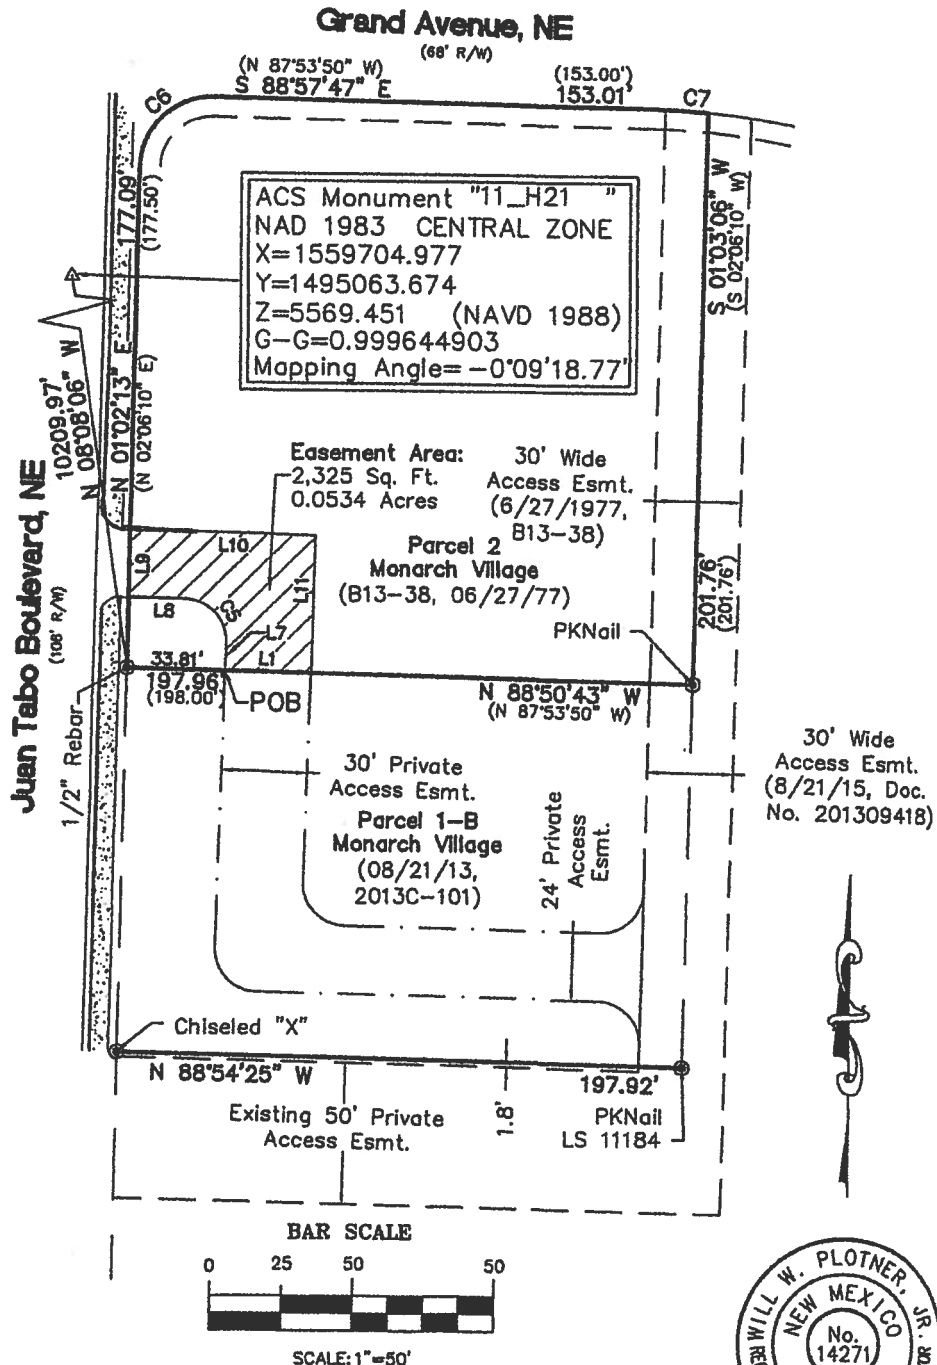 Grand Avenue, NE
(68' R/W)
(N 87°53'50" W)
S 88°57'47" E
(153.00')
153.01'
C6
C7
177.09'
(177.50')
ACS Monument "11_H21 "
NAD 1983 CENTRAL ZONE
X=1559704.977
Y=1495063.674
Z=5569.451 (NAVD 1988)
G-G=0.999644903
Mapping Angle= -0°09'18.77'
S 01°03'06" W
(S 02°06'10" W)
10209.97'
N 08°08'06" W
N 01°02'13" E
(N 02°06'10" E)
Juan Tabo Boulevard, NE
(106' R/W)
Easement Area:
2,325 Sq. Ft.
0.0534 Acres
30' Wide
Access Esmt.
(6/27/1977,
B13-38)
Parcel 2
Monarch Village
(B13-38, 06/27/77)
L10
L9
L11
L8
C5
L7
L1
33.81'
197.96'
(198.00')
POB
PKNail
201.76'
(201.76')
N 88°50'43" W
(N 87°53'50" W)
1/2" Rebar
30' Private
Access Esmt.
Parcel 1-B
Monarch Village
(08/21/13,
2013C-101)
24' Private
Access
Esmt.
30' Wide
Access Esmt.
(8/21/15, Doc.
No. 201309418)
Chiseled "X"
N 88°54'25" W
197.92'
Existing 50' Private
Access Esmt.
1.8'
PKNail
LS 11184
BAR SCALE
0 25 50 50
SCALE: 1"=50'
WILL W. PLOTNER, JR.
NEW MEXICO
No.
14271